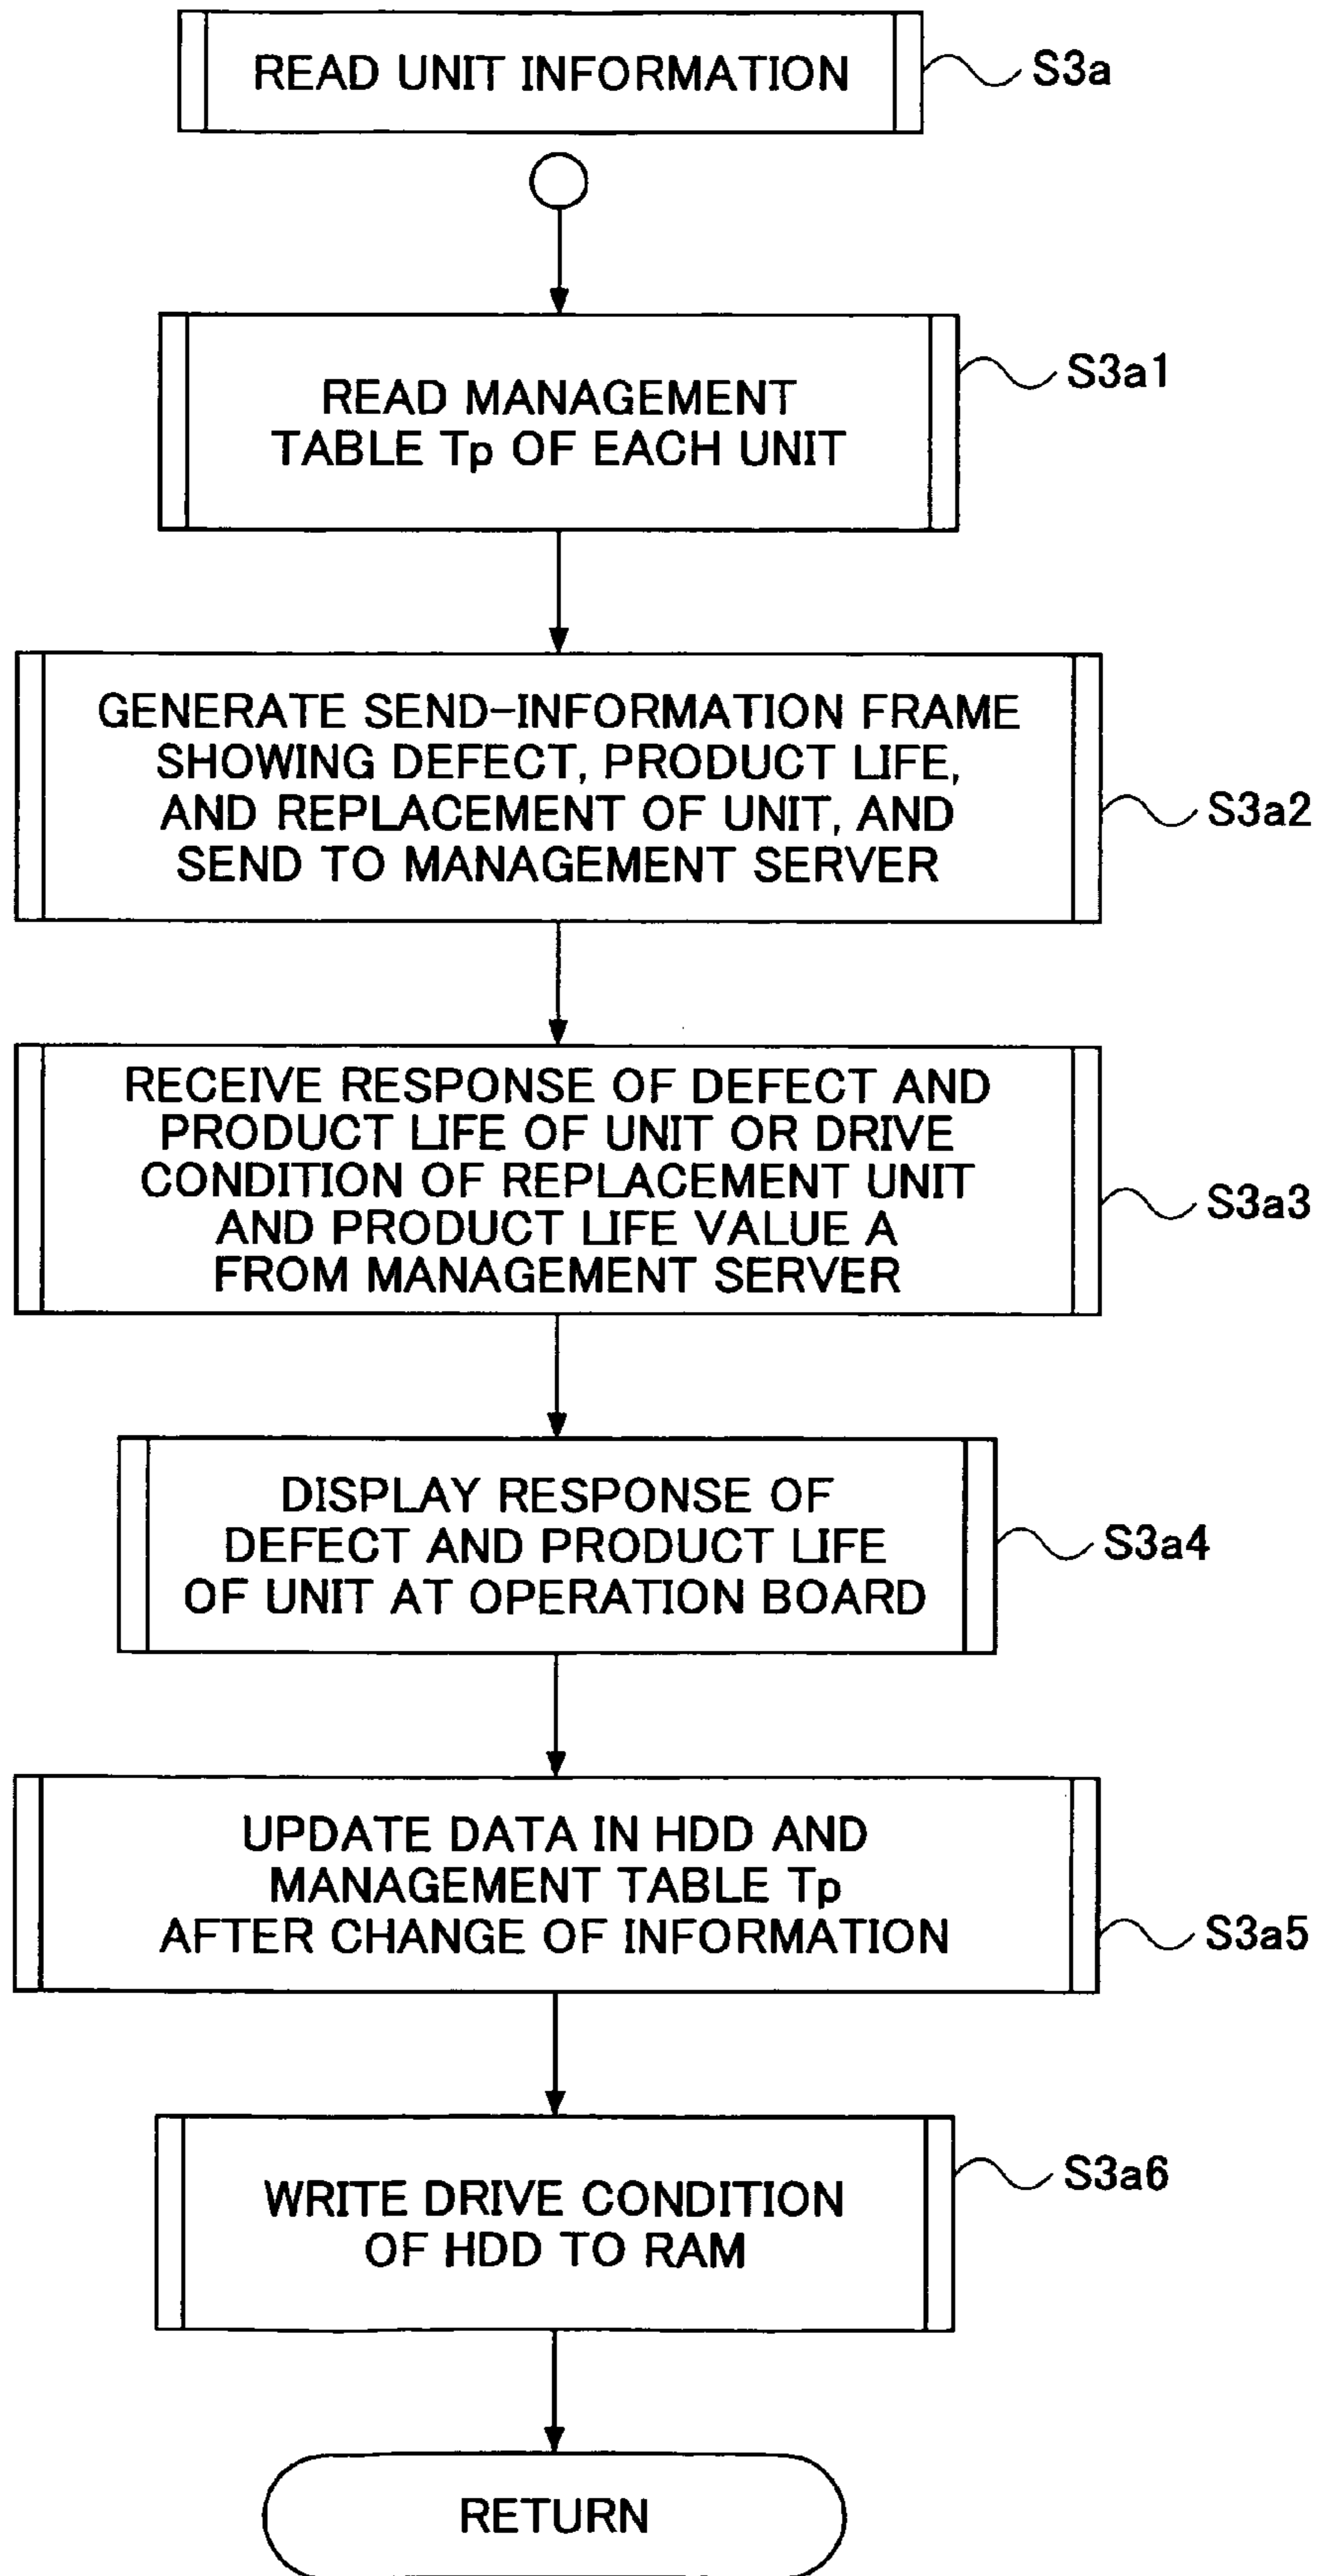 READ UNIT INFORMATION
S3a
READ MANAGEMENT
TABLE Tp OF EACH UNIT
S3a1
GENERATE SEND-INFORMATION FRAME
SHOWING DEFECT, PRODUCT LIFE,
AND REPLACEMENT OF UNIT, AND
SEND TO MANAGEMENT SERVER
S3a2
RECEIVE RESPONSE OF DEFECT AND
PRODUCT LIFE OF UNIT OR DRIVE
CONDITION OF REPLACEMENT UNIT
AND PRODUCT LIFE VALUE A
FROM MANAGEMENT SERVER
S3a3
DISPLAY RESPONSE OF
DEFECT AND PRODUCT LIFE
OF UNIT AT OPERATION BOARD
S3a4
UPDATE DATA IN HDD AND
MANAGEMENT TABLE Tp
AFTER CHANGE OF INFORMATION
S3a5
WRITE DRIVE CONDITION
OF HDD TO RAM
S3a6
RETURN